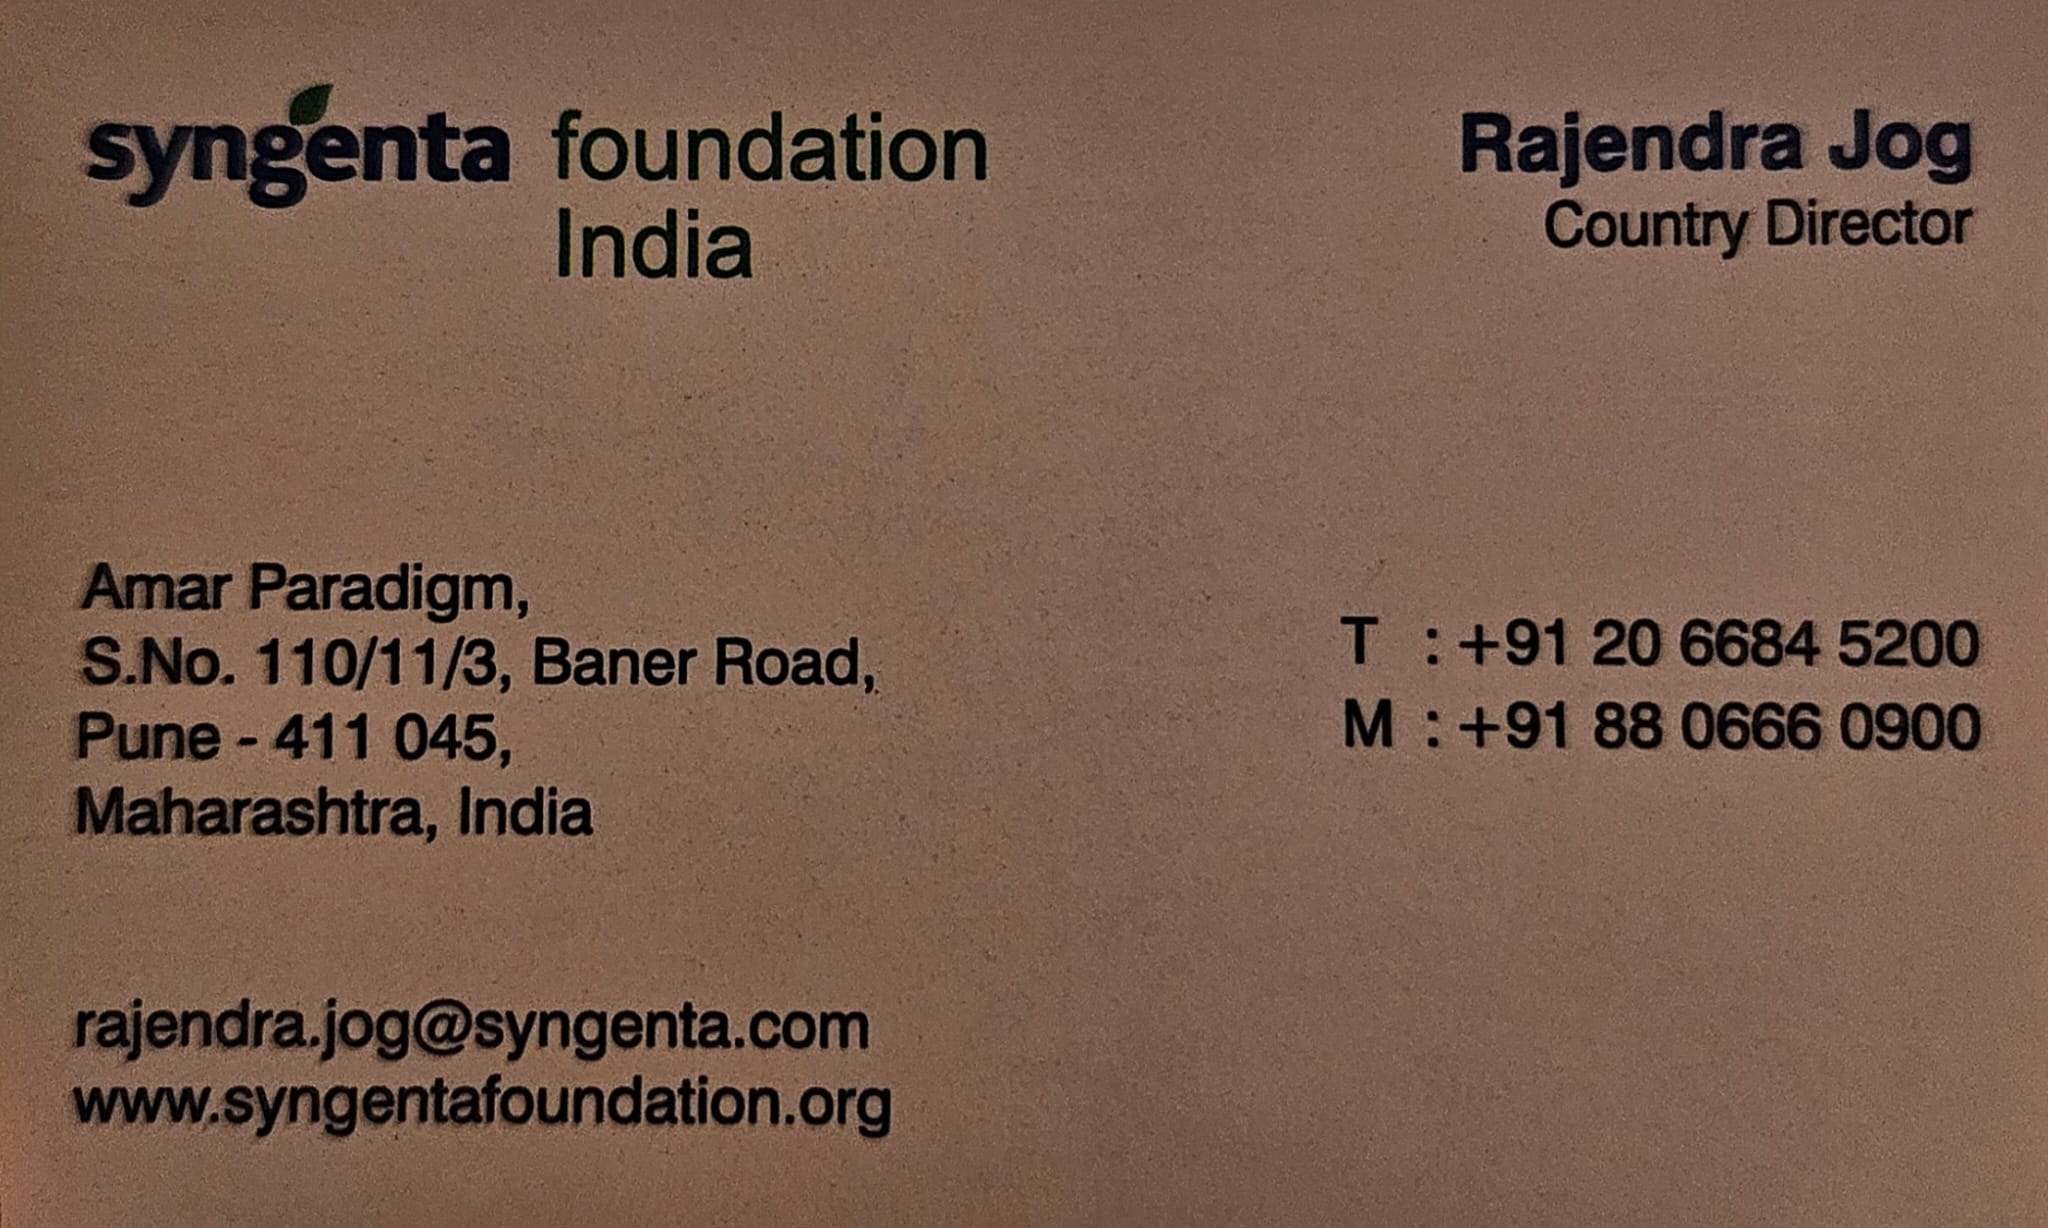 syngenta foundation
India
Rajendra Jog
Country Director
Amar Paradigm,
S.No. 110/11/3, Baner Road,
Pune - 411 045,
Maharashtra, India
T : +91 20 6684 5200
M : +91 88 0666 0900
rajendra.jog@syngenta.com
www.syngentafoundation.org